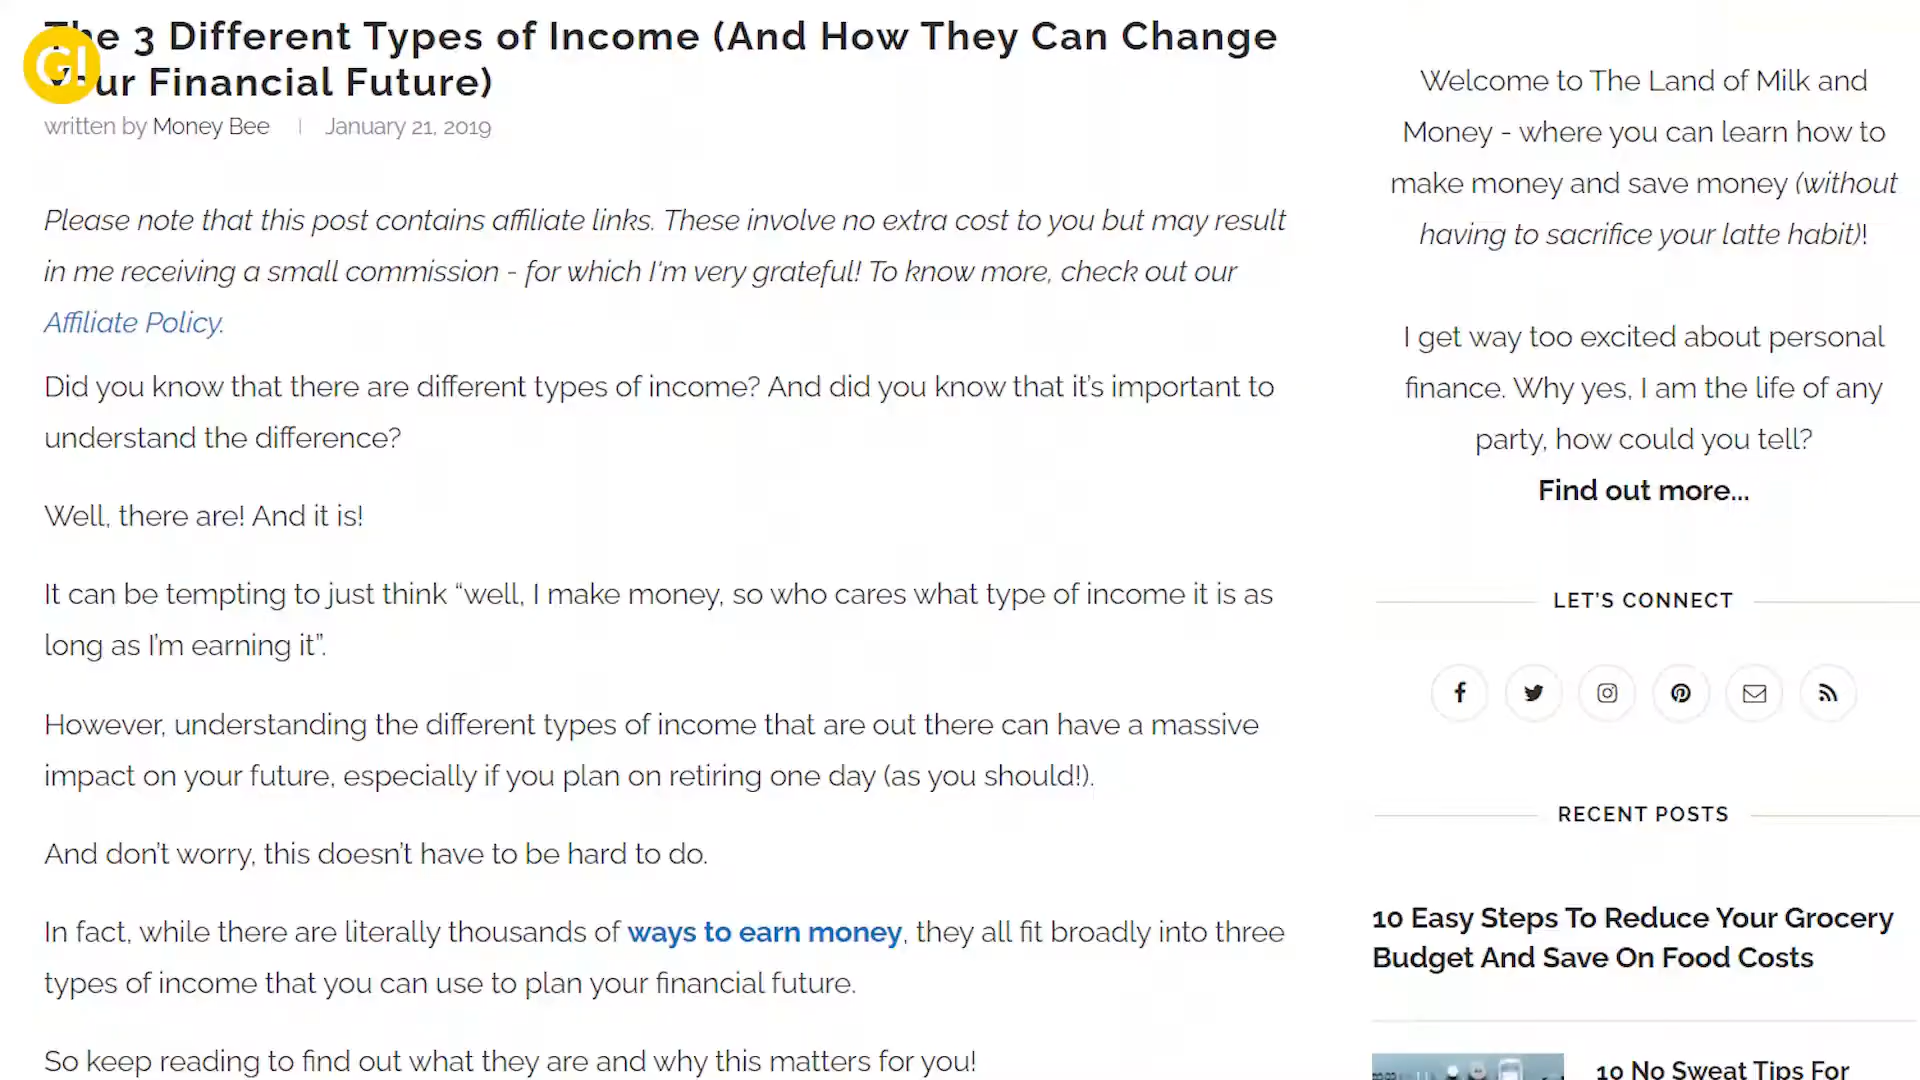 The 3 Different Types of Income (And How They Can Change
Your Financial Future)
GI
written by Money Bee | January 21, 2019
Please note that this post contains affiliate links. These involve no extra cost to you but may result
in me receiving a small commission - for which I'm very grateful! To know more, check out our
Affiliate Policy.
Did you know that there are different types of income? And did you know that it’s important to
understand the difference?
Well, there are! And it is!
It can be tempting to just think “well, I make money, so who cares what type of income it is as
long as I’m earning it”.
However, understanding the different types of income that are out there can have a massive
impact on your future, especially if you plan on retiring one day (as you should!).
And don’t worry, this doesn’t have to be hard to do.
In fact, while there are literally thousands of ways to earn money, they all fit broadly into three
types of income that you can use to plan your financial future.
So keep reading to find out what they are and why this matters for you!
Welcome to The Land of Milk and
Money - where you can learn how to
make money and save money (without
having to sacrifice your latte habit)!
I get way too excited about personal
finance. Why yes, I am the life of any
party, how could you tell?
Find out more...
LET'S CONNECT
RECENT POSTS
10 Easy Steps To Reduce Your Grocery
Budget And Save On Food Costs
10 No Sweat Tips For